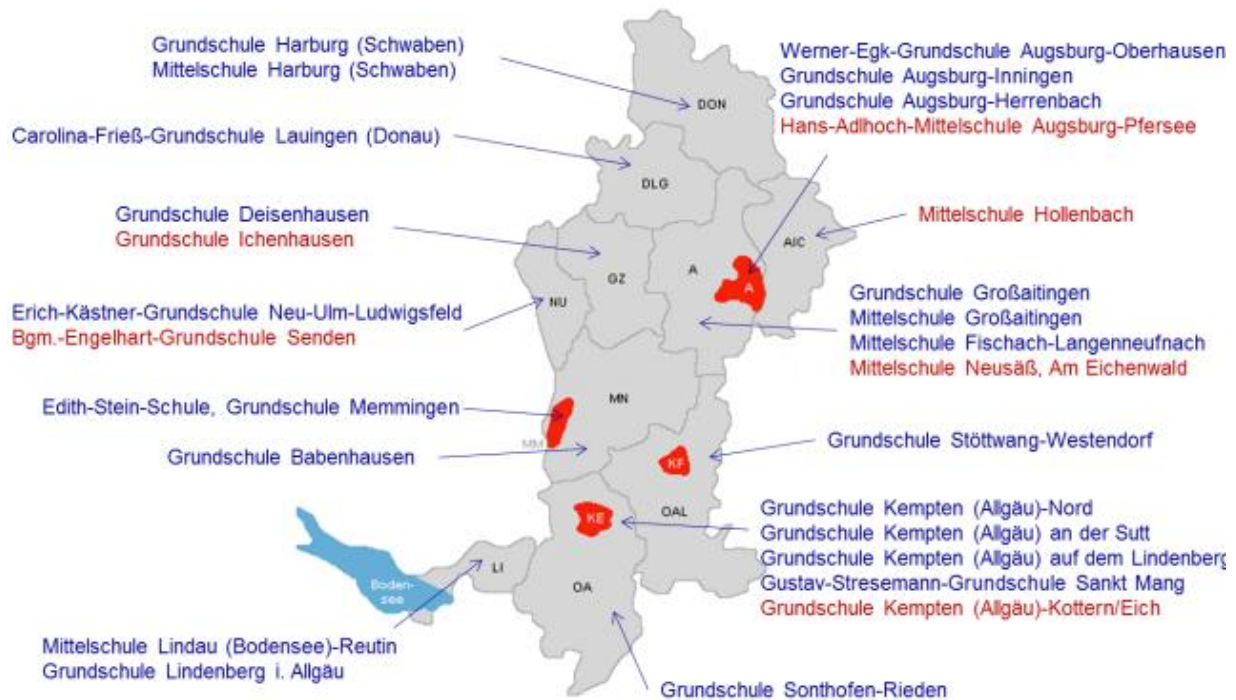 Grundschule Harburg (Schwaben)
Mittelschule Harburg (Schwaben)
Werner-Egk-Grundschule Augsburg-Oberhausen
Grundschule Augsburg-Inningen
Grundschule Augsburg-Herrenbach
Hans-Adlhoch-Mittelschule Augsburg-Pfersee
DON
Carolina-Frieß-Grundschule Lauingen (Donau)
DLG
Grundschule Deisenhausen
Grundschule Ichenhausen
Mittelschule Hollenbach
AIC
GZ
A
A
NU
Erich-Kästner-Grundschule Neu-Ulm-Ludwigsfeld
Bgm.-Engelhart-Grundschule Senden
Grundschule Großaitingen
Mittelschule Großaitingen
Mittelschule Fischach-Langenneufnach
Mittelschule Neusäß, Am Eichenwald
MN
Edith-Stein-Schule, Grundschule Memmingen
MM
Grundschule Babenhausen
Grundschule Stöttwang-Westendorf
KF
OAL
KE
Grundschule Kempten (Allgäu)-Nord
Grundschule Kempten (Allgäu) an der Sutt
Grundschule Kempten (Allgäu) auf dem Lindenberg
Gustav-Stresemann-Grundschule Sankt Mang
Grundschule Kempten (Allgäu)-Kottern/Eich
LI
OA
Boden-
see
Mittelschule Lindau (Bodensee)-Reutin
Grundschule Lindenberg i. Allgäu
Grundschule Sonthofen-Rieden